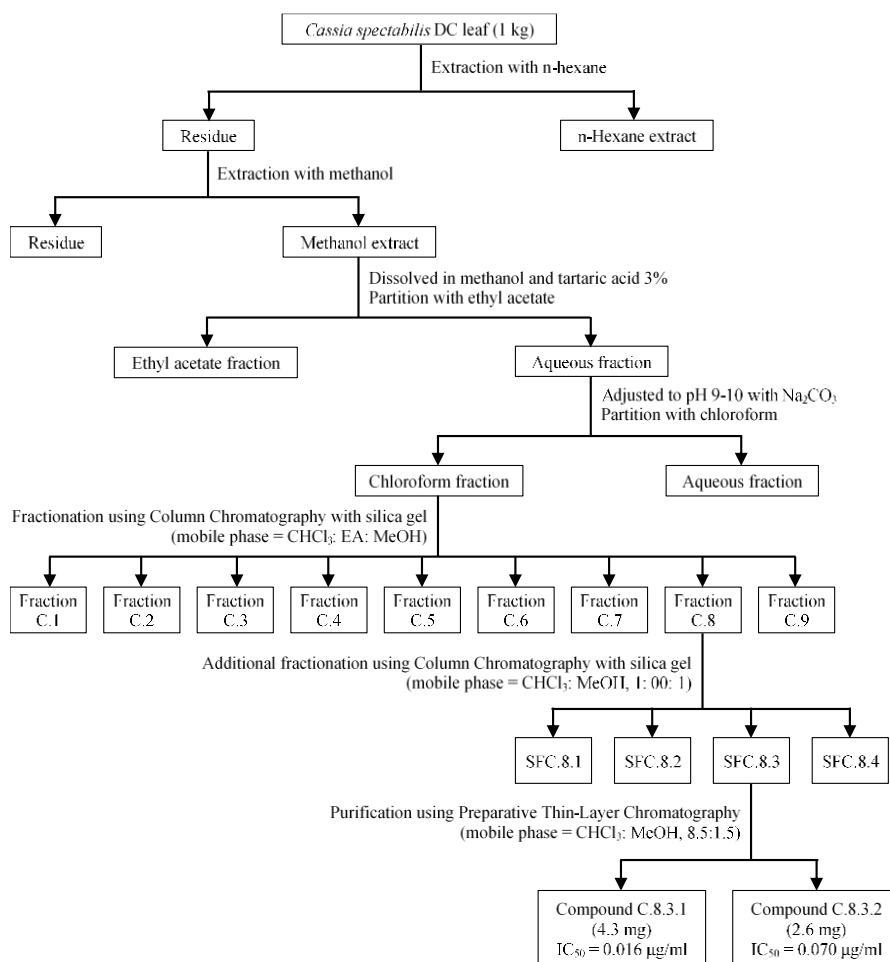 Cassia spectabilis DC leaf (1 kg)
Extraction with n-hexane
Residue
n-Hexane extract
Extraction with methanol
Residue
Methanol extract
Dissolved in methanol and tartaric acid 3%
Partition with ethyl acetate
Ethyl acetate fraction
Aqueous fraction
Adjusted to pH 9-10 with Na₂CO₃
Partition with chloroform
Chloroform fraction
Aqueous fraction
Fractionation using Column Chromatography with silica gel
(mobile phase = CHCl₃: EA: MeOH)
Fraction
C.1
Fraction
C.2
Fraction
C.3
Fraction
C.4
Fraction
C.5
Fraction
C.6
Fraction
C.7
Fraction
C.8
Fraction
C.9
Additional fractionation using Column Chromatography with silica gel
(mobile phase = CHCl₃: MeOH, 1: 00: 1)
SFC.8.1
SFC.8.2
SFC.8.3
SFC.8.4
Purification using Preparative Thin-Layer Chromatography
(mobile phase = CHCl₃: MeOH, 8.5:1.5)
Compound C.8.3.1
(4.3 mg)
IC₅₀ = 0.016 µg/ml
Compound C.8.3.2
(2.6 mg)
IC₅₀ = 0.070 µg/ml